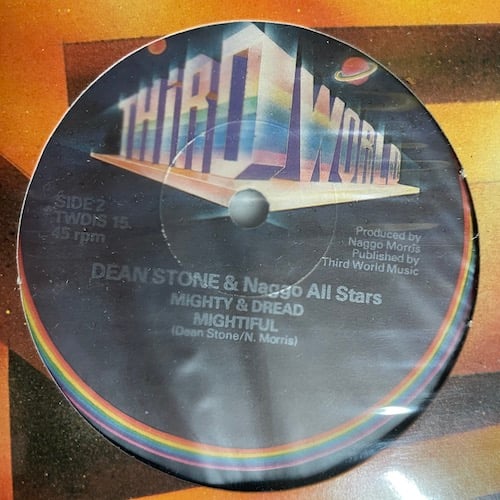 THIRD WORLD
SIDE 2
TWDIS 15
45 rpm
Produced by
Naggo Morris
Published by
Third World Music
DEAN STONE & Naggo All Stars
MIGHTY & DREAD
MIGHTIFUL
(Dean Stone/N. Morris)